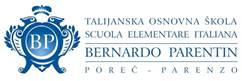 BP
TALIJANSKA OSNOVNA ŠKOLA
SCUOLA ELEMENTARE ITALIANA
BERNARDO PARENTIN
POREČ - PARENZO